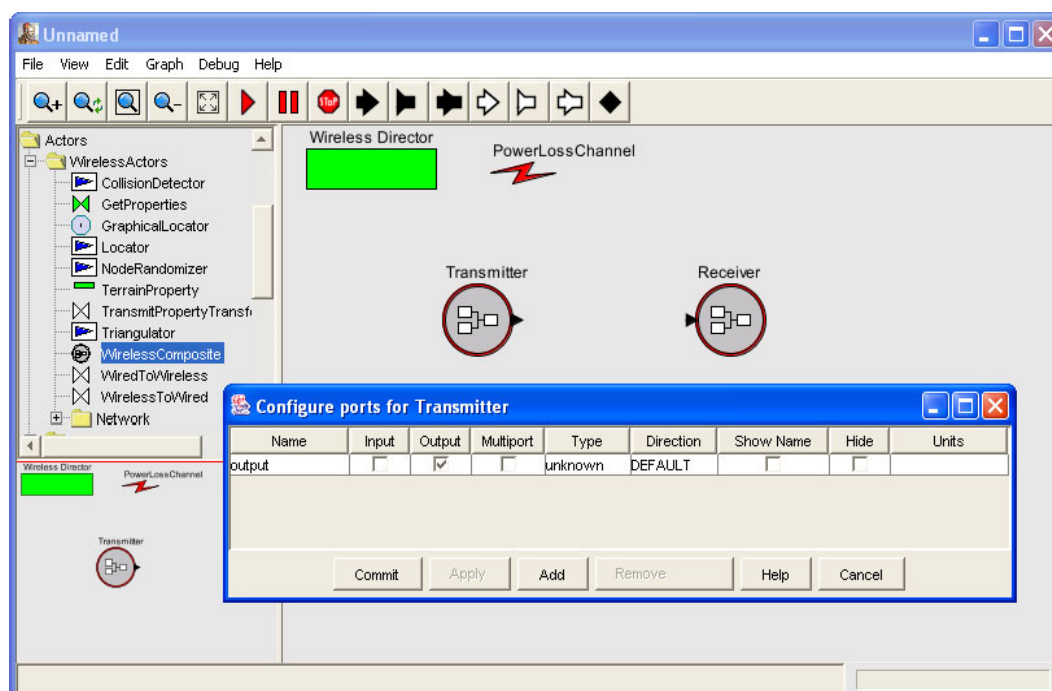 Unnamed
File View Edit Graph Debug Help
STOP
Actors
WirelessActors
CollisionDetector
GetProperties
GraphicalLocator
Locator
NodeRandomizer
TerrainProperty
TransmitPropertyTransf
Triangulator
WirelessComposite
WiredToWireless
WirelessToWired
Network
Wireless Director
PowerLossChannel
Transmitter
Receiver
Wireless Director
PowerLossChannel
Transmitter
Configure ports for Transmitter
Name Input Output Multiport Type Direction Show Name Hide Units
output unknown DEFAULT
Commit Apply Add Remove Help Cancel